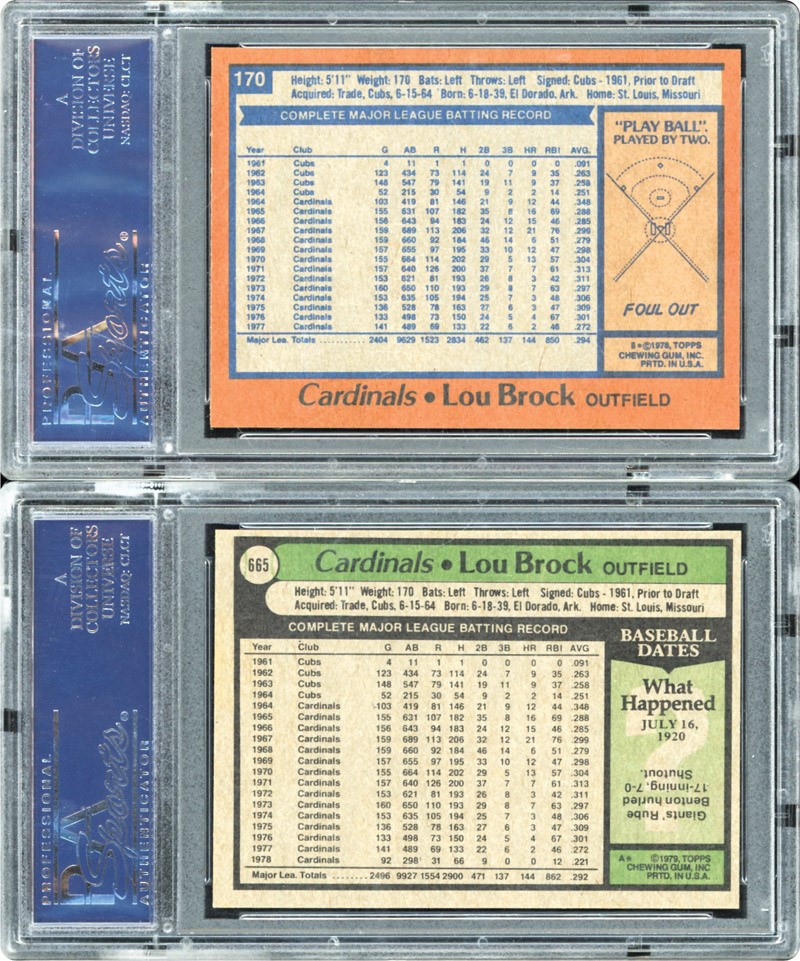 A
DIVISION OF
COLLECTORS
UNIVERSE
NASDAQ: CLCT
PROFESSIONAL
PSA
Sports®
AUTHENTICATOR
170
Height: 5'11" Weight: 170 Bats: Left Throws: Left Signed: Cubs - 1961, Prior to Draft
Acquired: Trade, Cubs, 6-15-64 Born: 6-18-39, El Dorado, Ark. Home: St. Louis, Missouri
COMPLETE MAJOR LEAGUE BATTING RECORD
Year Club G AB R H 2B 3B HR RBI AVG.
1961 Cubs 4 11 1 1 0 0 0 0 .091
1962 Cubs 123 434 73 114 24 7 9 35 .263
1963 Cubs 148 547 79 141 19 11 9 37 .258
1964 Cubs 52 215 30 54 9 2 2 14 .251
1964 Cardinals 103 419 81 146 21 9 12 44 .348
1965 Cardinals 155 631 107 182 35 8 16 69 .288
1966 Cardinals 156 643 94 183 24 12 15 46 .285
1967 Cardinals 159 689 113 206 32 12 21 76 .299
1968 Cardinals 159 660 92 184 46 14 6 51 .279
1969 Cardinals 157 655 97 195 33 10 12 47 .298
1970 Cardinals 155 664 114 202 29 5 13 57 .304
1971 Cardinals 157 640 126 200 37 7 7 61 .313
1972 Cardinals 153 621 81 193 26 8 3 42 .311
1973 Cardinals 160 650 110 193 29 8 7 63 .297
1974 Cardinals 153 635 105 194 25 7 3 48 .306
1975 Cardinals 136 528 78 163 27 6 3 47 .309
1976 Cardinals 133 498 73 150 24 5 4 67 .301
1977 Cardinals 141 489 69 133 22 6 2 46 .272
Major Lea. Totals ........... 2404 9629 1523 2834 462 137 144 850 .294
"PLAY BALL".
PLAYED BY TWO.
FOUL OUT
©1978, TOPPS
CHEWING GUM, INC.
PRTD. IN U.S.A.
Cardinals • Lou Brock OUTFIELD
A
DIVISION OF
COLLECTORS
UNIVERSE
NASDAQ: CLCT
PROFESSIONAL
PSA
Sports®
AUTHENTICATOR
665
Cardinals • Lou Brock OUTFIELD
Height: 5'11" Weight: 170 Bats: Left Throws: Left Signed: Cubs - 1961, Prior to Draft
Acquired: Trade, Cubs, 6-15-64 Born: 6-18-39, El Dorado, Ark. Home: St. Louis, Missouri
COMPLETE MAJOR LEAGUE BATTING RECORD
Year Club G AB R H 2B 3B HR RBI AVG
1961 Cubs 4 11 1 1 0 0 0 0 .091
1962 Cubs 123 434 73 114 24 7 9 35 .263
1963 Cubs 148 547 79 141 19 11 9 37 .258
1964 Cubs 52 215 30 54 9 2 2 14 .251
1964 Cardinals 103 419 81 146 21 9 12 44 .348
1965 Cardinals 155 631 107 182 35 8 16 69 .288
1966 Cardinals 156 643 94 183 24 12 15 46 .285
1967 Cardinals 159 689 113 206 32 12 21 76 .299
1968 Cardinals 159 660 92 184 46 14 6 51 .279
1969 Cardinals 157 655 97 195 33 10 12 47 .298
1970 Cardinals 155 664 114 202 29 5 13 57 .304
1971 Cardinals 157 640 126 200 37 7 7 61 .313
1972 Cardinals 153 621 81 193 26 8 3 42 .311
1973 Cardinals 160 650 110 193 29 8 7 63 .297
1974 Cardinals 153 635 105 194 25 7 3 48 .306
1975 Cardinals 136 528 78 163 27 6 3 47 .309
1976 Cardinals 133 498 73 150 24 5 4 67 .301
1977 Cardinals 141 489 69 133 22 6 2 46 .272
1978 Cardinals 92 298 31 66 9 0 0 12 .221
Major Lea. Totals ........ 2496 9927 1554 2900 471 137 144 862 .292
BASEBALL
DATES
What
Happened
JULY 16,
1920
?
Giants, Rube
Benton hurled
17-inning, 7-0
Shutout.
A* ©1979, TOPPS
CHEWING GUM, INC
PRTD. IN U.S.A.